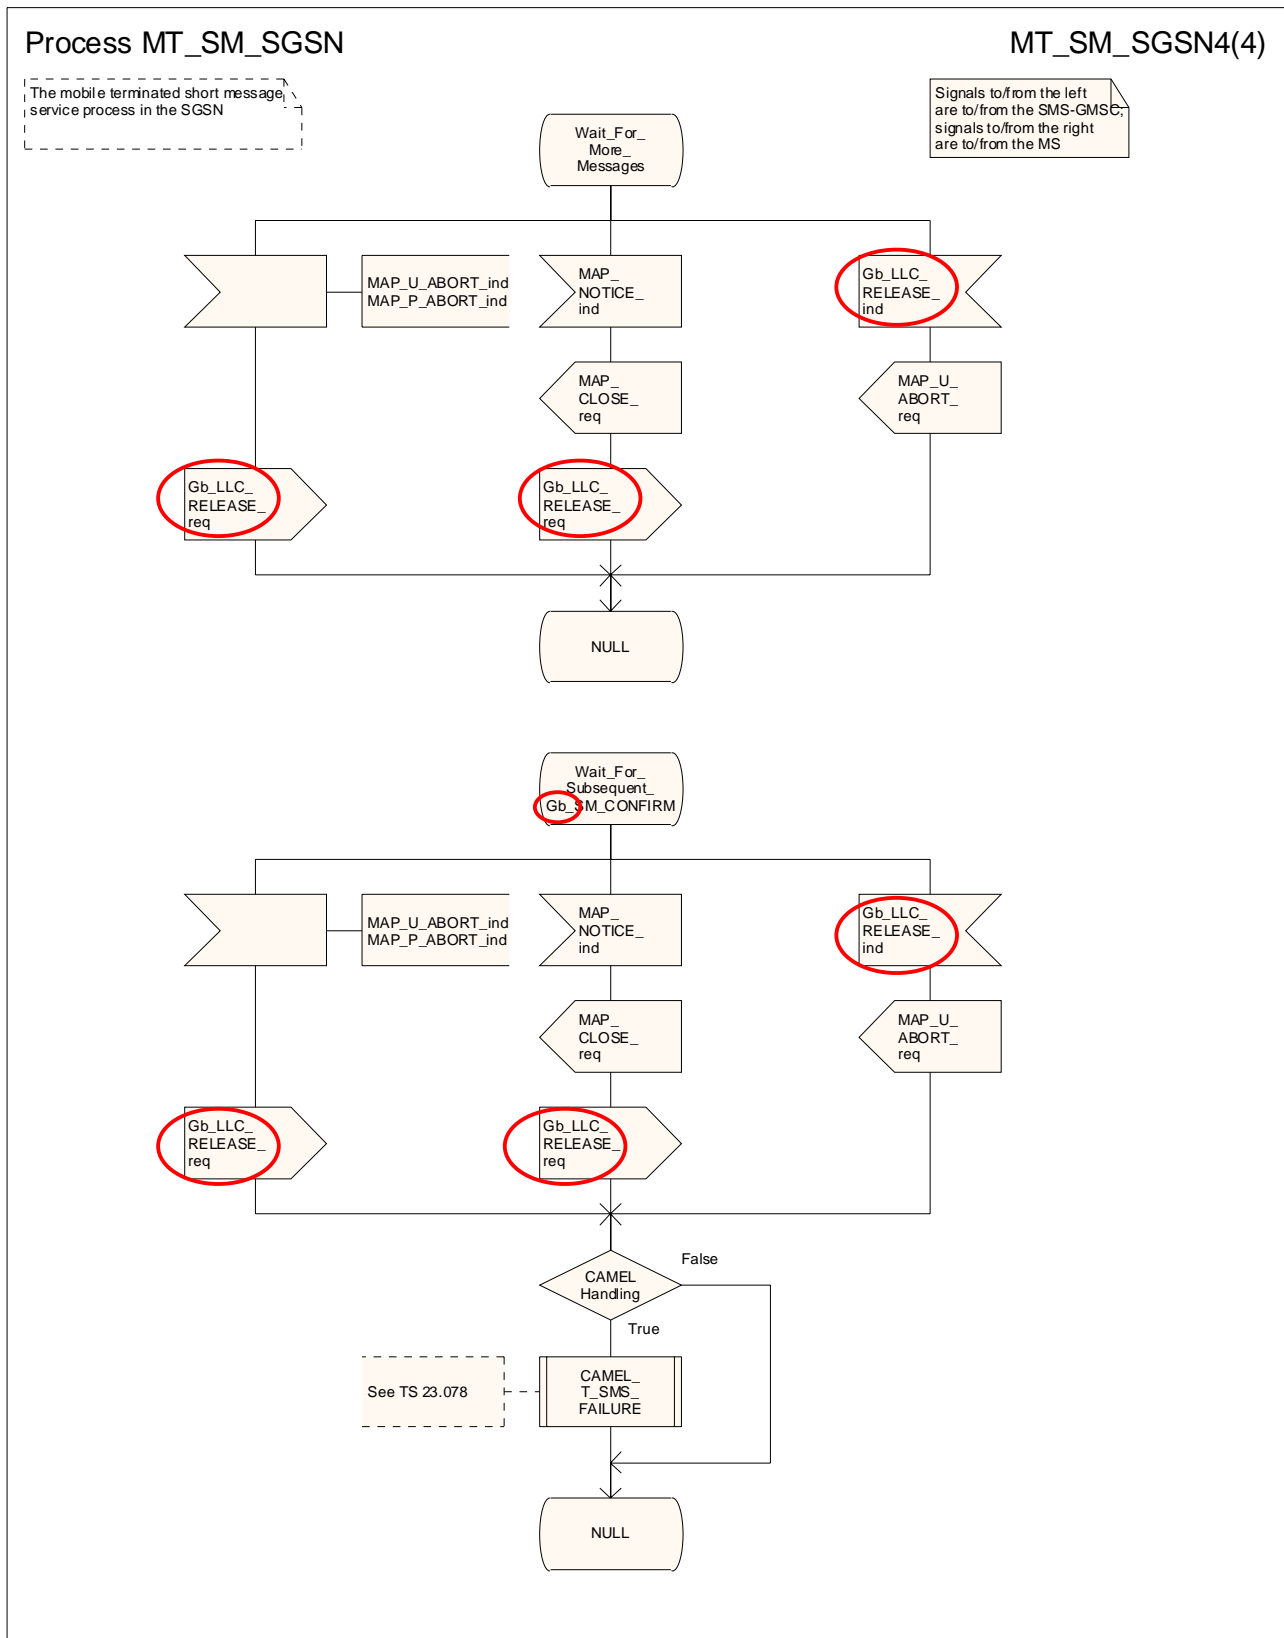 Process MT_SM_SGSN
MT_SM_SGSN4(4)
The mobile terminated short message
service process in the SGSN
Signals to/from the left
are to/from the SMS-GMSC;
signals to/from the right
are to/from the MS
Wait_For_
More_
Messages
MAP_U_ABORT_ind
MAP_P_ABORT_ind
MAP_
NOTICE_
ind
Gb_LLC_
RELEASE_
ind
MAP_
CLOSE_
req
MAP_U_
ABORT_
req
Gb_LLC_
RELEASE_
req
Gb_LLC_
RELEASE_
req
NULL
Wait_For_
Subsequent_
Gb_SM_CONFIRM
MAP_U_ABORT_ind
MAP_P_ABORT_ind
MAP_
NOTICE_
ind
Gb_LLC_
RELEASE_
ind
MAP_
CLOSE_
req
MAP_U_
ABORT_
req
Gb_LLC_
RELEASE_
req
Gb_LLC_
RELEASE_
req
False
CAMEL
Handling
True
See TS 23.078
CAMEL_
T_SMS_
FAILURE
NULL